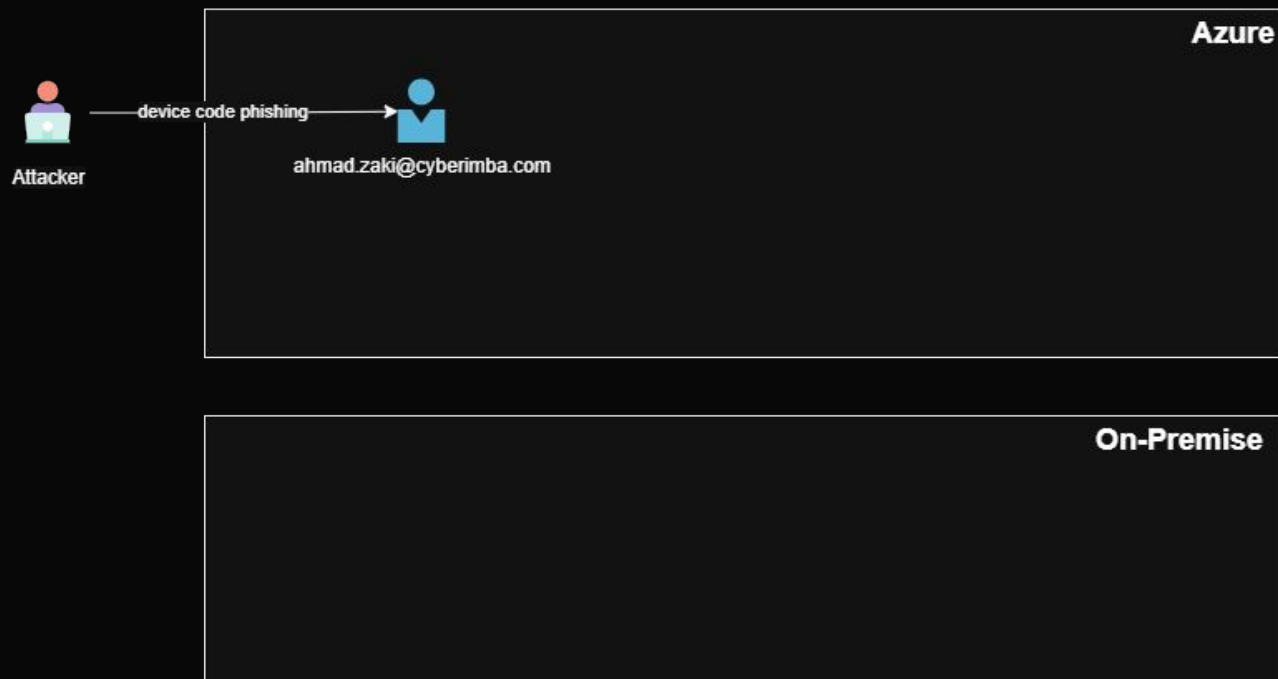 Azure
device code phishing
ahmad.zaki@cyberimba.com
Attacker
On-Premise